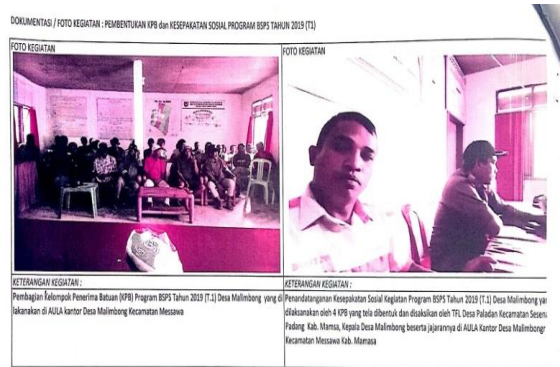 DOKUMENTASI / FOTO KEGIATAN : PEMBENTUKAN KPB dan KESEPAKATAN SOSIAL PROGRAM BSPS TAHUN 2019 (T1)
FOTO KEGIATAN
KETERANGAN KEGIATAN :
Pembagian Kelompok Penerima Batuan (KPB) Program BSPS Tahun 2019 (T.1) Desa Malimbong yang di
lakanakan di AULA kantor Desa Malimbong Kecamatan Messawa
FOTO KEGIATAN
KETERANGAN KEGIATAN :
Penandatanganan Kesepakatan Sosial Kegiatan Program BSPS Tahun 2019 (T.1) Desa Malimbong yan
dilaksanakan oleh 4 KPB yang tela dibentuk dan disaksikan oleh TFL Desa Paladan Kecamatan Sesena
Padang Kab. Mamsa, Kepala Desa Malimbong beserta jajarannya di AULA Kantor Desa Malimbongr
Kecamatan Messawa Kab. Mamasa